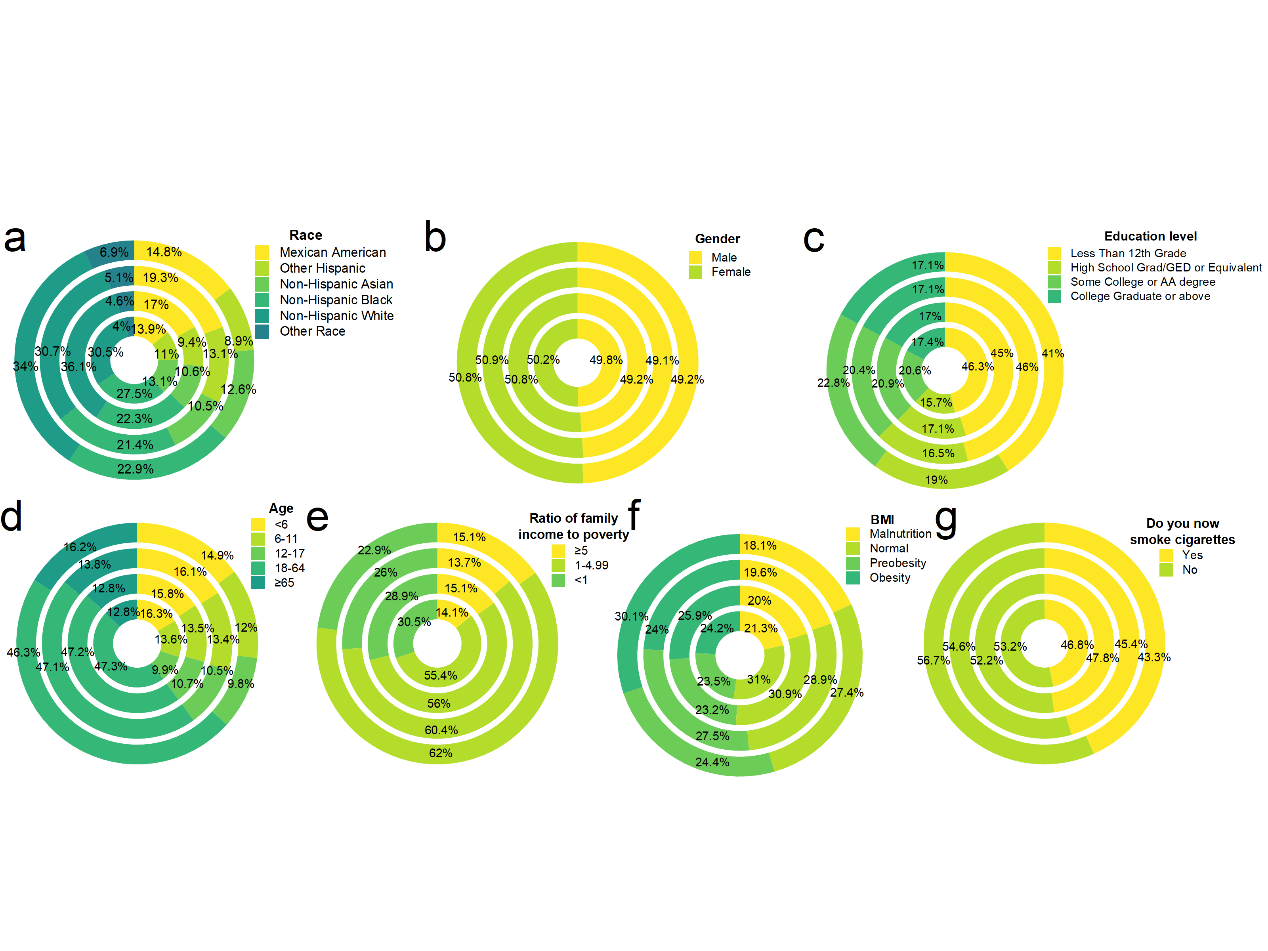 a
Race
Mexican American
Other Hispanic
Non-Hispanic Asian
Non-Hispanic Black
Non-Hispanic White
Other Race
6.9% 14.8%
5.1% 19.3%
4.6% 17%
4% 13.9%
8.9%
9.4%
13.1%
30.7% 30.5% 11%
34% 36.1% 10.6%
13.1% 12.6%
27.5% 10.5%
22.3%
21.4%
22.9%
b
Gender
Male
Female
50.9% 50.2% 49.8% 49.1%
50.8% 50.8% 49.2% 49.2%
c
Education level
Less Than 12th Grade
High School Grad/GED or Equivalent
Some College or AA degree
College Graduate or above
17.1%
17.1%
17%
17.4%
45% 41%
20.4% 20.6% 46.3% 46%
22.8% 20.9%
15.7%
17.1%
16.5%
19%
d
Age
<6
6-11
12-17
18-64
≥65
16.2% 14.9%
13.8% 16.1%
12.8% 15.8%
12.8% 16.3%
13.5% 12%
13.6% 13.4%
46.3% 47.2%
47.1% 47.3% 9.9% 10.5%
10.7% 9.8%
e
Ratio of family
income to poverty
≥5
1-4.99
<1
22.9% 15.1%
26% 13.7%
28.9% 15.1%
30.5% 14.1%
55.4%
56%
60.4%
62%
f
BMI
Malnutrition
Normal
Preobesity
Obesity
18.1%
19.6%
20%
30.1% 25.9%
24% 24.2% 21.3%
23.5% 31% 28.9%
30.9% 27.4%
23.2%
27.5%
24.4%
g
Do you now
smoke cigarettes
Yes
No
54.6% 53.2% 46.8% 45.4%
56.7% 52.2% 47.8% 43.3%